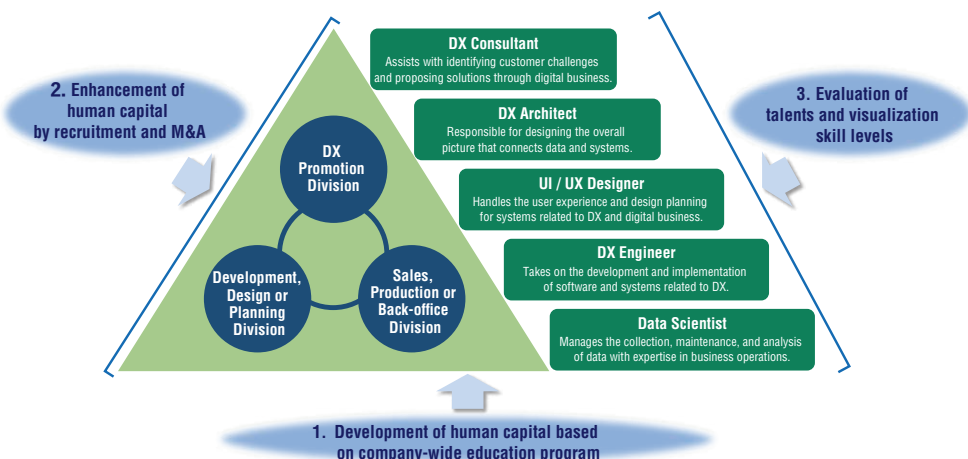 DX Consultant
Assists with identifying customer challenges
and proposing solutions through digital business.
2. Enhancement of
human capital
by recruitment and M&A
3. Evaluation of
talents and visualization
skill levels
DX Architect
Responsible for designing the overall
picture that connects data and systems.
DX
Promotion
Division
UI / UX Designer
Handles the user experience and design planning
for systems related to DX and digital business.
DX Engineer
Takes on the development and implementation
of software and systems related to DX.
Development,
Design or
Planning
Division
Sales,
Production or
Back-office
Division
Data Scientist
Manages the collection, maintenance, and analysis
of data with expertise in business operations.
1. Development of human capital based
on company-wide education program